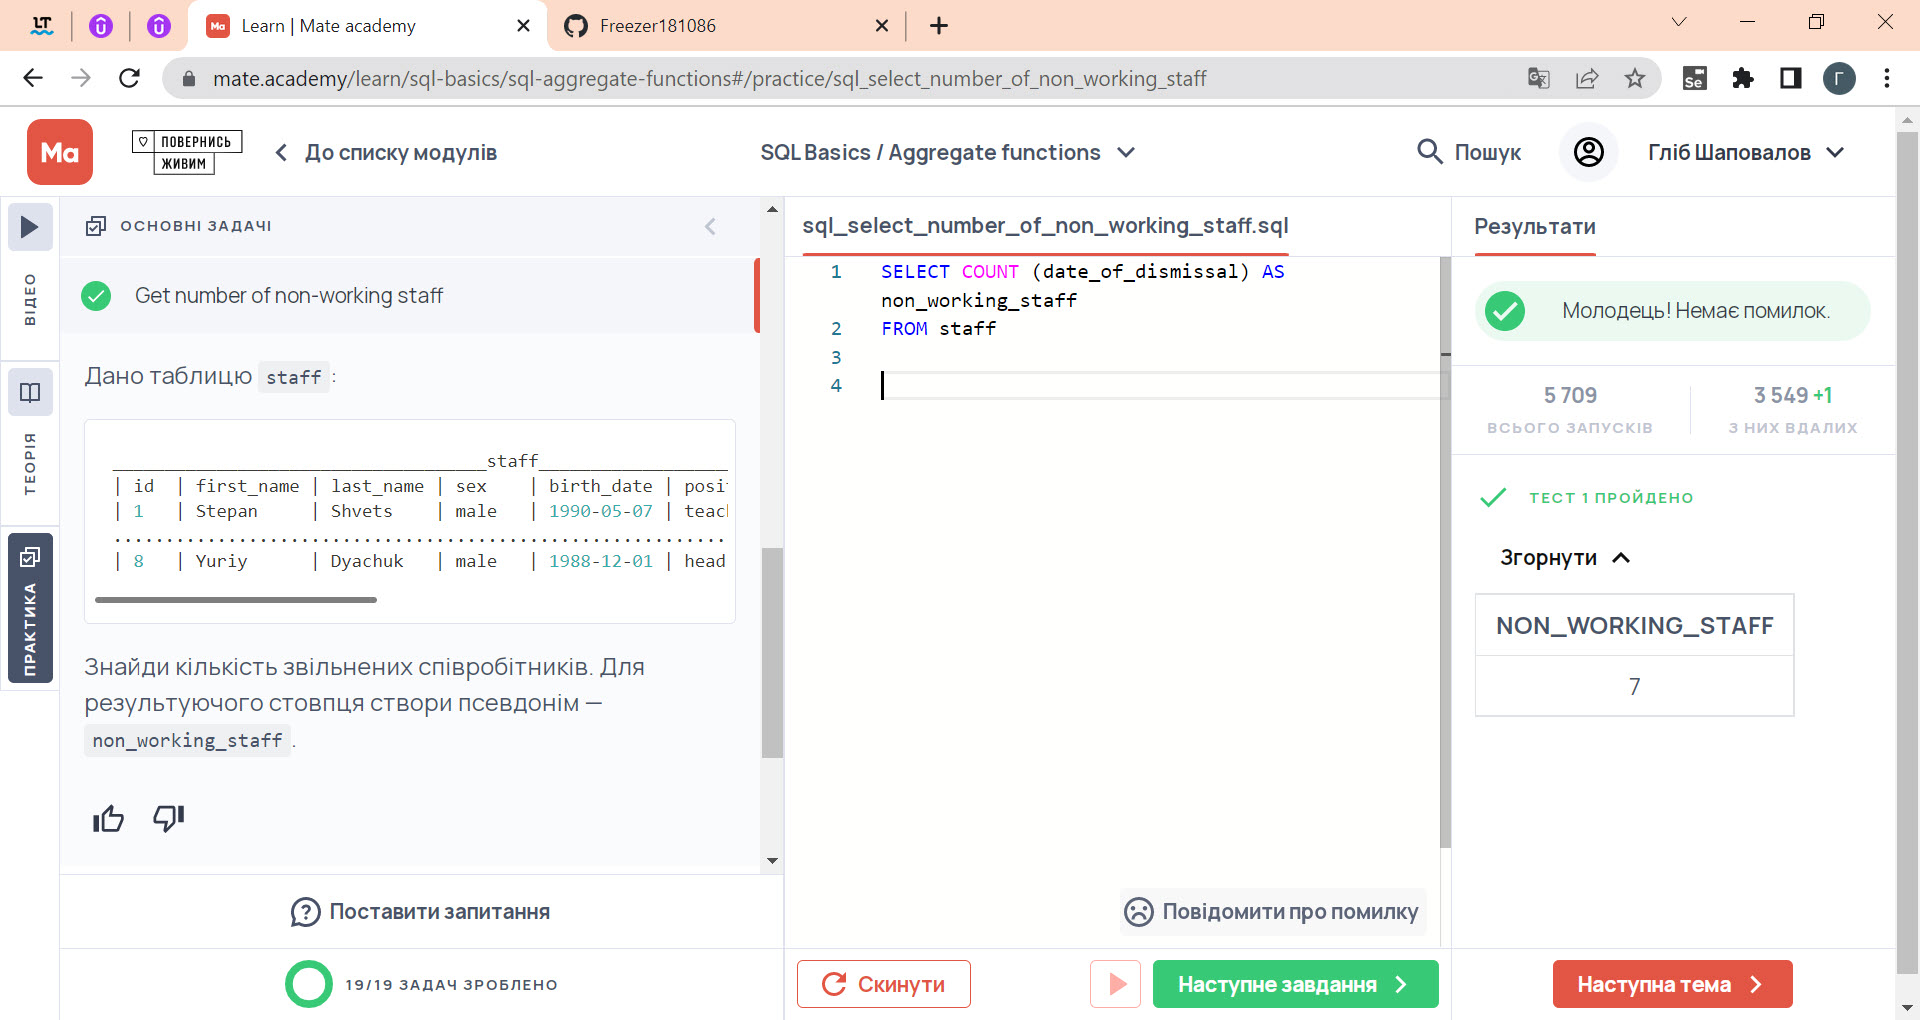 LT
Learn | Mate academy
Freezer181086
mate.academy/learn/sql-basics/sql-aggregate-functions#/practice/sql_select_number_of_non_working_staff
Se
Г
Ma
ПОВЕРНИСЬ
ЖИВИМ
До списку модулів
SQL Basics / Aggregate functions
Пошук
Гліб Шаповалов
ВІДЕО
ТЕОРІЯ
ПРАКТИКА
ОСНОВНІ ЗАДАЧІ
Get number of non-working staff
Дано таблицю staff :
____________________________________staff__________________
| id | first_name | last_name | sex | birth_date | posi
| 1 | Stepan | Shvets | male | 1990-05-07 | teac
...........................................................
| 8 | Yuriy | Dyachuk | male | 1988-12-01 | head
Знайди кількість звільнених співробітників. Для
результуючого стовпця створи псевдонім —
non_working_staff .
Поставити запитання
19/19 ЗАДАЧ ЗРОБЛЕНО
sql_select_number_of_non_working_staff.sql
1 SELECT COUNT (date_of_dismissal) AS
non_working_staff
2 FROM staff
3
4
Повідомити про помилку
Скинути
Наступне завдання
Результати
Молодець! Немає помилок.
5 709
ВСЬОГО ЗАПУСКІВ
3 549 +1
З НИХ ВДАЛИХ
ТЕСТ 1 ПРОЙДЕНО
Згорнути
NON_WORKING_STAFF
7
Наступна тема